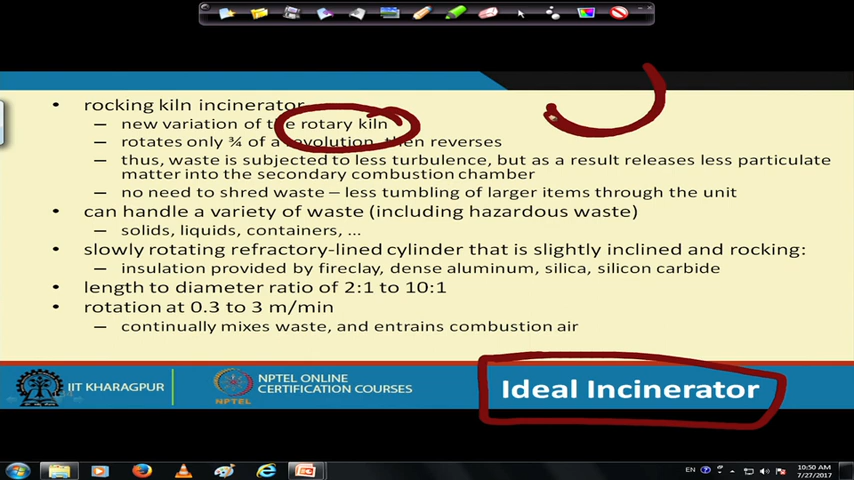 • rocking kiln incinerator
– new variation of the rotary kiln
– rotates only ¾ of a revolution, then reverses
– thus, waste is subjected to less turbulence, but as a result releases less particulate
matter into the secondary combustion chamber
– no need to shred waste – less tumbling of larger items through the unit
• can handle a variety of waste (including hazardous waste)
– solids, liquids, containers, ...
• slowly rotating refractory-lined cylinder that is slightly inclined and rocking:
– insulation provided by fireclay, dense aluminum, silica, silicon carbide
• length to diameter ratio of 2:1 to 10:1
• rotation at 0.3 to 3 m/min
– continually mixes waste, and entrains combustion air
IIT KHARAGPUR
NPTEL
NPTEL ONLINE
CERTIFICATION COURSES
Ideal Incinerator
EN
10:50 AM
7/27/2017